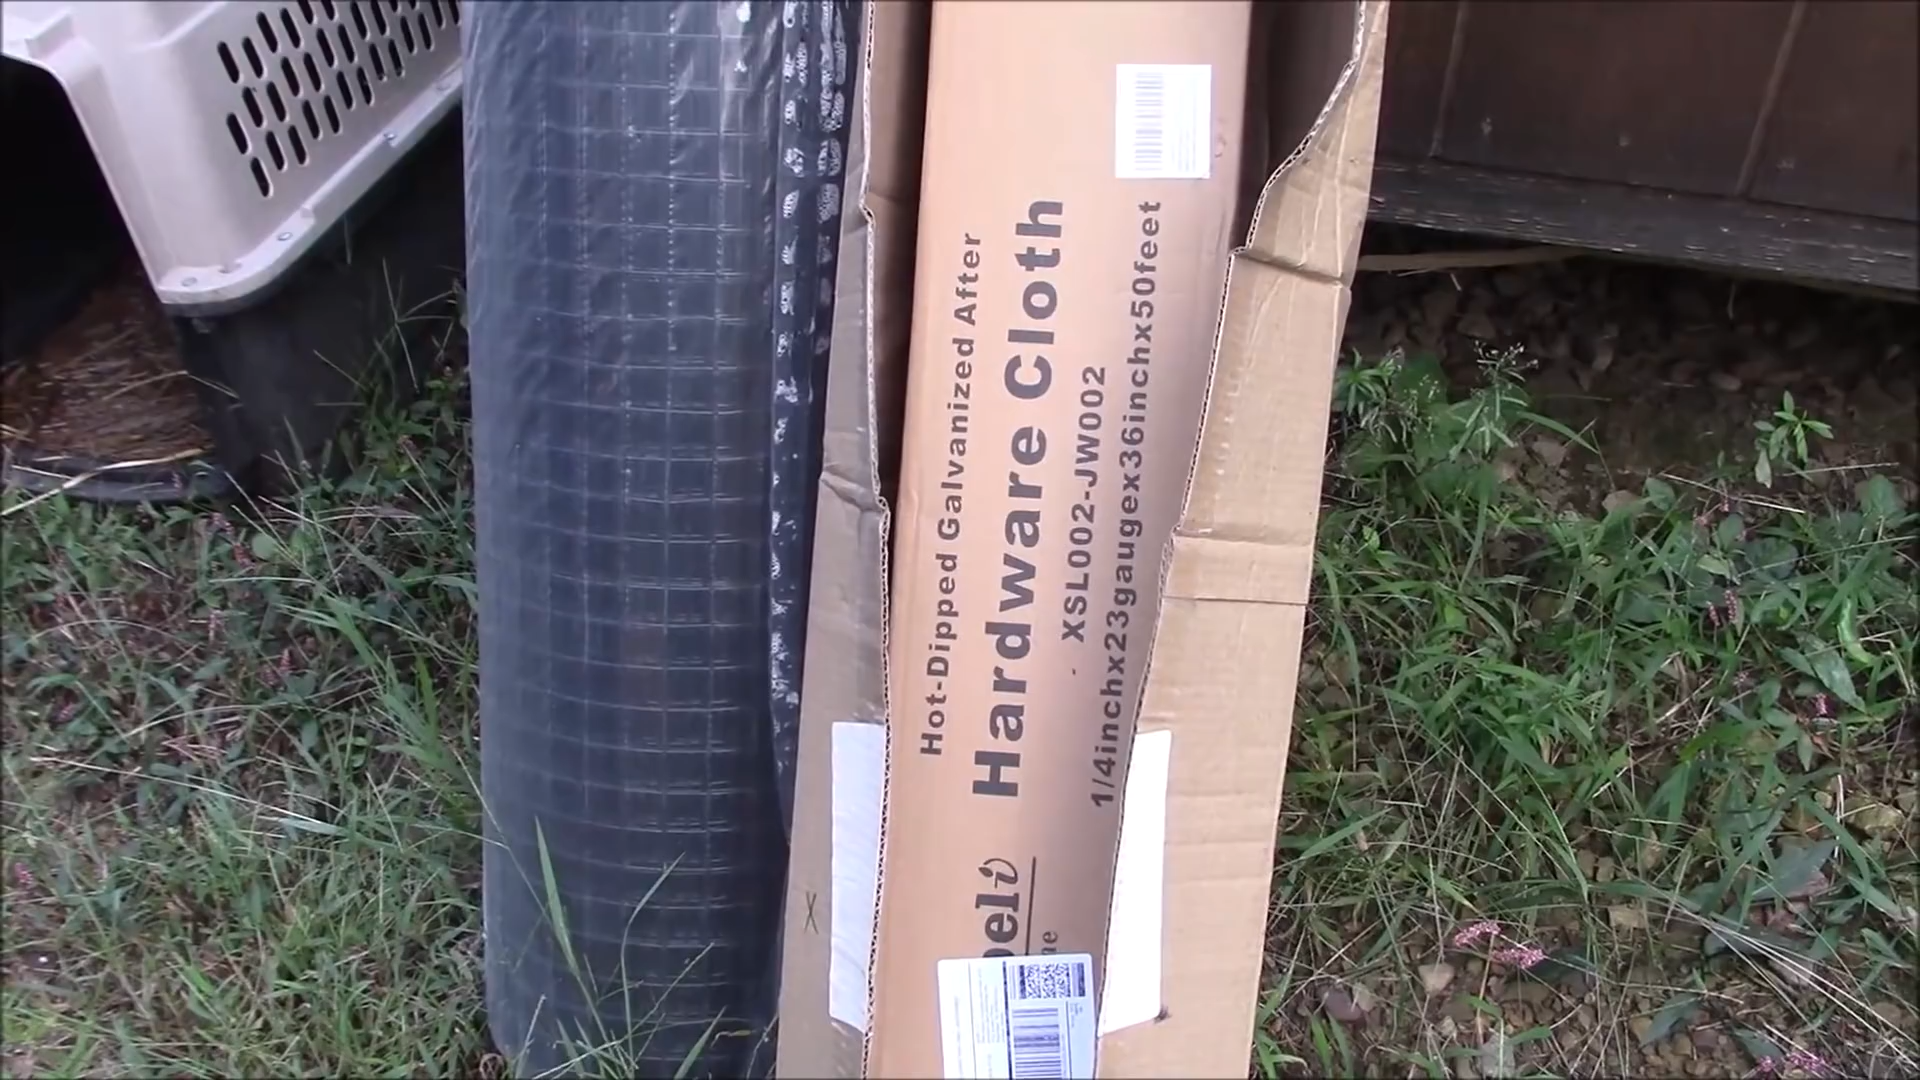 Hot-Dipped Galvanized After
Hardware Cloth
XSL002-JW002
1/4inchx23gaugex36inchx50feet